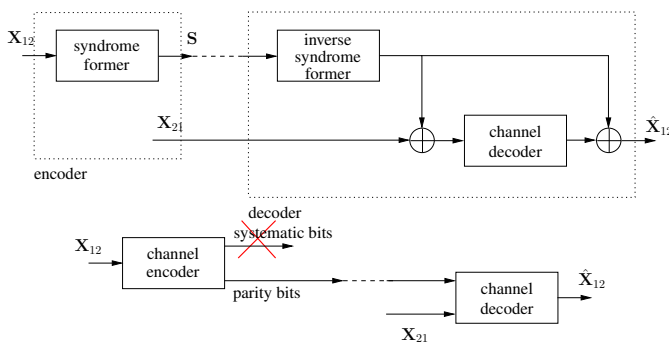 X12
syndrome
former
S
inverse
syndrome
former
X21
channel
decoder
X̂12
encoder
decoder
systematic bits
X12
channel
encoder
parity bits
channel
decoder
X̂12
X21